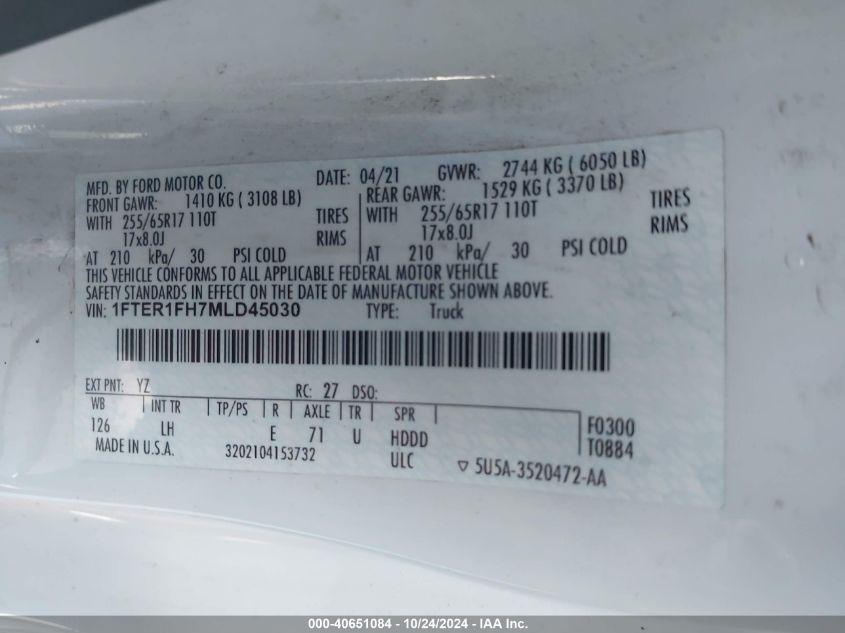 MFD. BY FORD MOTOR CO. DATE: 04/21 GVWR: 2744 KG ( 6050 LB)
FRONT GAWR: 1410 KG ( 3108 LB) REAR GAWR: 1529 KG ( 3370 LB)
WITH 255/65R17 110T TIRES WITH 255/65R17 110T TIRES
17x8.0J RIMS 17x8.0J RIMS
AT 210 kPa/ 30 PSI COLD AT 210 kPa/ 30 PSI COLD
THIS VEHICLE CONFORMS TO ALL APPLICABLE FEDERAL MOTOR VEHICLE
SAFETY STANDARDS IN EFFECT ON THE DATE OF MANUFACTURE SHOWN ABOVE.
VIN: 1FTER1FH7MLD45030 TYPE: Truck
EXT PNT: YZ RC: 27 DSO:
WB INT TR TP/PS R AXLE TR SPR
126 LH E 71 U HDDD F0300
MADE IN U.S.A. 3202104153732 ULC T0884
5U5A-3520472-AA
000-40651084 - 10/24/2024 - IAA Inc.